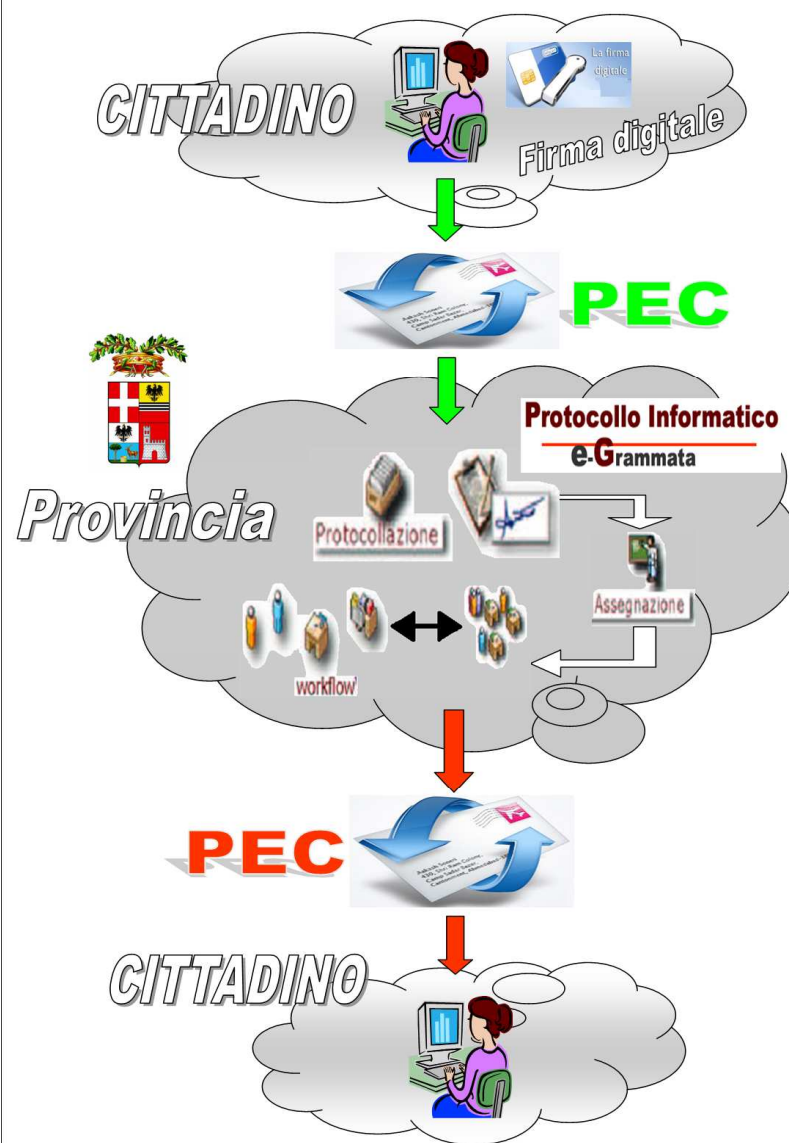 CITTADINO
La firma
digitale
Firma digitale
PEC
Protocollo Informatico
e-Grammata
Provincia
Protocollazione
Assegnazione
workflow
PEC
CITTADINO